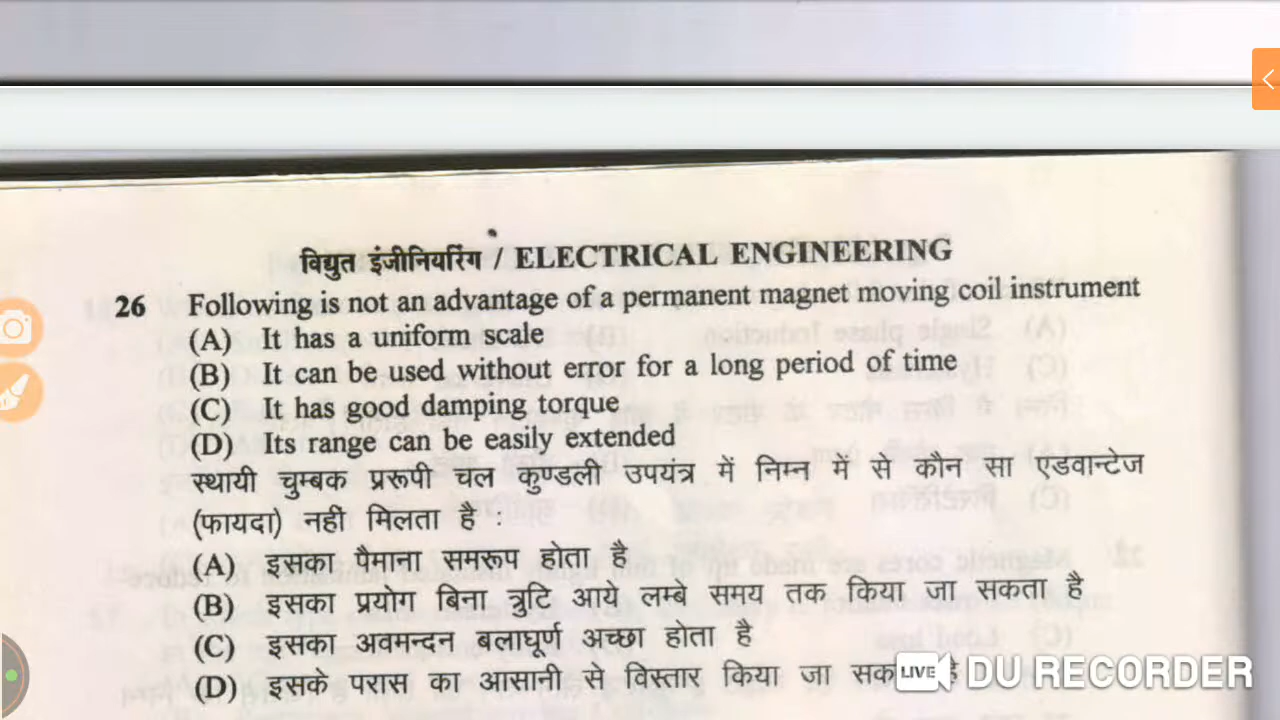 विद्युत इंजीनियरिंग / ELECTRICAL ENGINEERING
26 Following is not an advantage of a permanent magnet moving coil instrument
(A) It has a uniform scale
(B) It can be used without error for a long period of time
(C) It has good damping torque
(D) Its range can be easily extended
स्थायी चुम्बक प्ररूपी चल कुण्डली उपयंत्र में निम्न में से कौन सा एडवान्टेज
(फायदा) नहीं मिलता है :
(A) इसका पैमाना समरूप होता है
(B) इसका प्रयोग बिना त्रुटि आये लम्बे समय तक किया जा सकता है
(C) इसका अवमन्दन बलाघूर्ण अच्छा होता है
(D) इसके परास का आसानी से विस्तार किया जा सक है
LIVE DU RECORDER